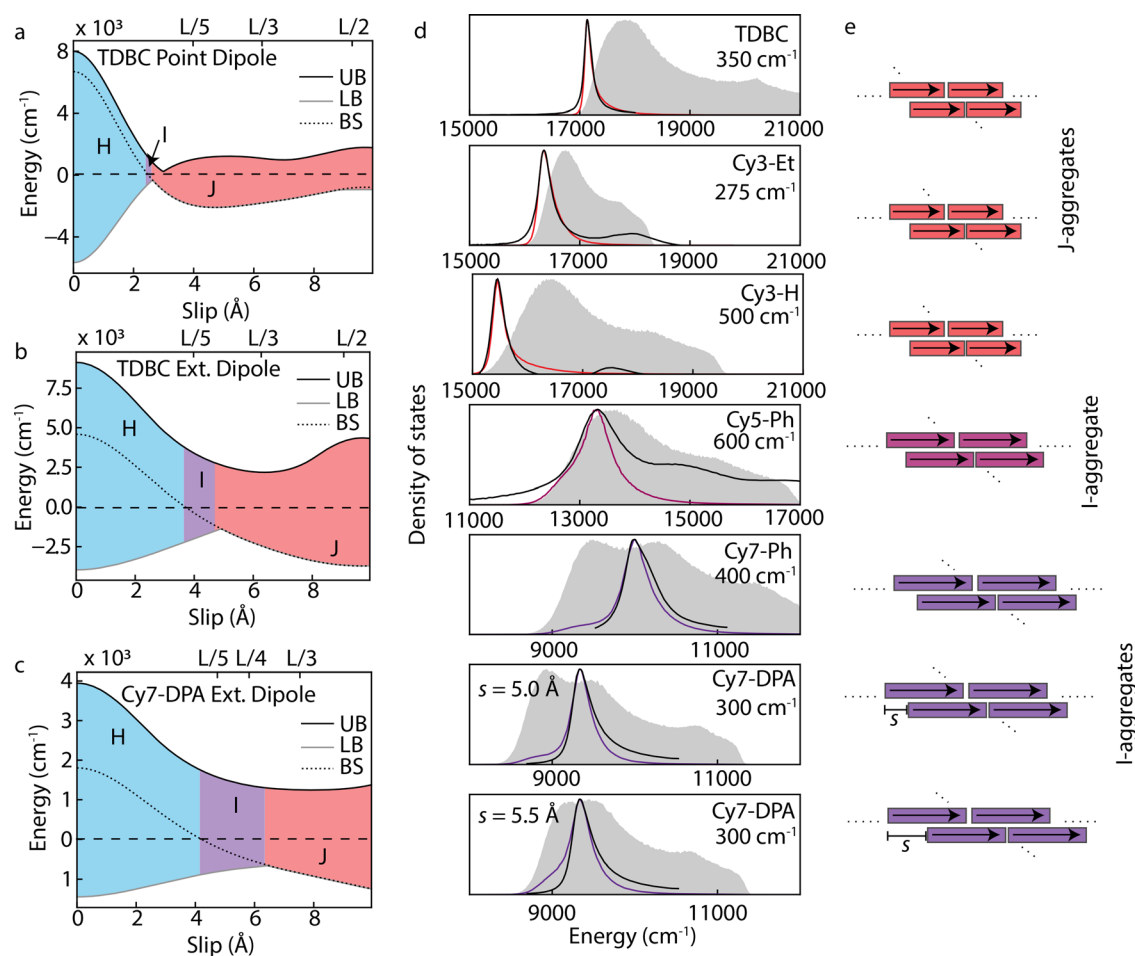 a
x 10³
L/5 L/3 L/2
TDBC Point Dipole
UB
LB
BS
H
I
J
8
4
0
−4
Energy (cm⁻¹)
0 2 4 6 8
Slip (Å)
b
x 10³
L/5 L/3 L/2
TDBC Ext. Dipole
UB
LB
BS
H
I
J
7.5
5.0
2.5
0.0
−2.5
Energy (cm⁻¹)
0 2 4 6 8
Slip (Å)
c
x 10³
L/5 L/4 L/3
Cy7-DPA Ext. Dipole
UB
LB
BS
H
I
J
4
3
2
1
0
1
Energy (cm⁻¹)
0 2 4 6 8
Slip (Å)
d
Density of states
TDBC
350 cm⁻¹
15000 17000 19000 21000
Cy3-Et
275 cm⁻¹
15000 17000 19000 21000
Cy3-H
500 cm⁻¹
15000 17000 19000 21000
Cy5-Ph
600 cm⁻¹
11000 13000 15000 17000
Cy7-Ph
400 cm⁻¹
9000 11000
s = 5.0 Å
Cy7-DPA
300 cm⁻¹
9000 11000
s = 5.5 Å
Cy7-DPA
300 cm⁻¹
9000 11000
Energy (cm⁻¹)
e
J-aggregates
I-aggregate
I-aggregates
s
s